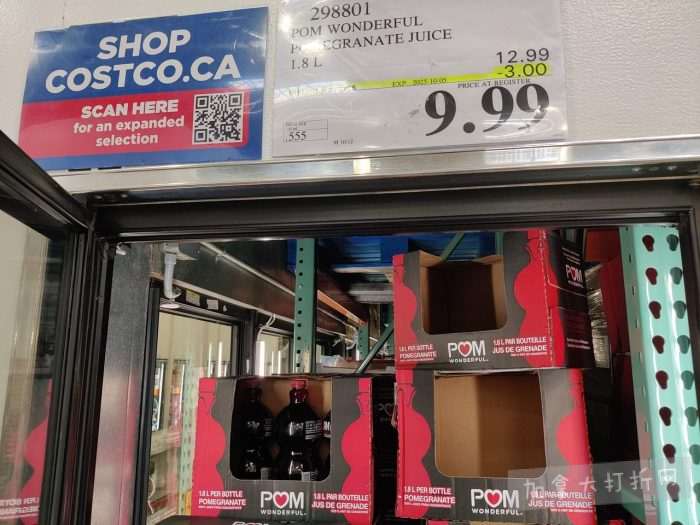 SHOP
COSTCO.CA
SCAN HERE
for an expanded
selection
298801
POM WONDERFUL
POMEGRANATE JUICE
1.8 L
12.99
-3.00
EXP. 2025-10-05
PRICE AT REGISTER
9.99
.555
POM
WONDERFUL
1.8 L PER BOTTLE
POMEGRANATE
POM
WONDERFUL.
1.8 L PAR BOUTEILLE
JUS DE GRENADE
1.8 L PER BOTTLE
POMEGRANATE
POM
WONDERFUL.
1.8 L PAR BOUTEILLE
JUS DE GRENADE
1.8 L PER BOTTLE
POMEGRANATE
POM
WONDERFUL.
1.8 L PAR BOUTEILLE
JUS DE GRENADE
加拿大打折网